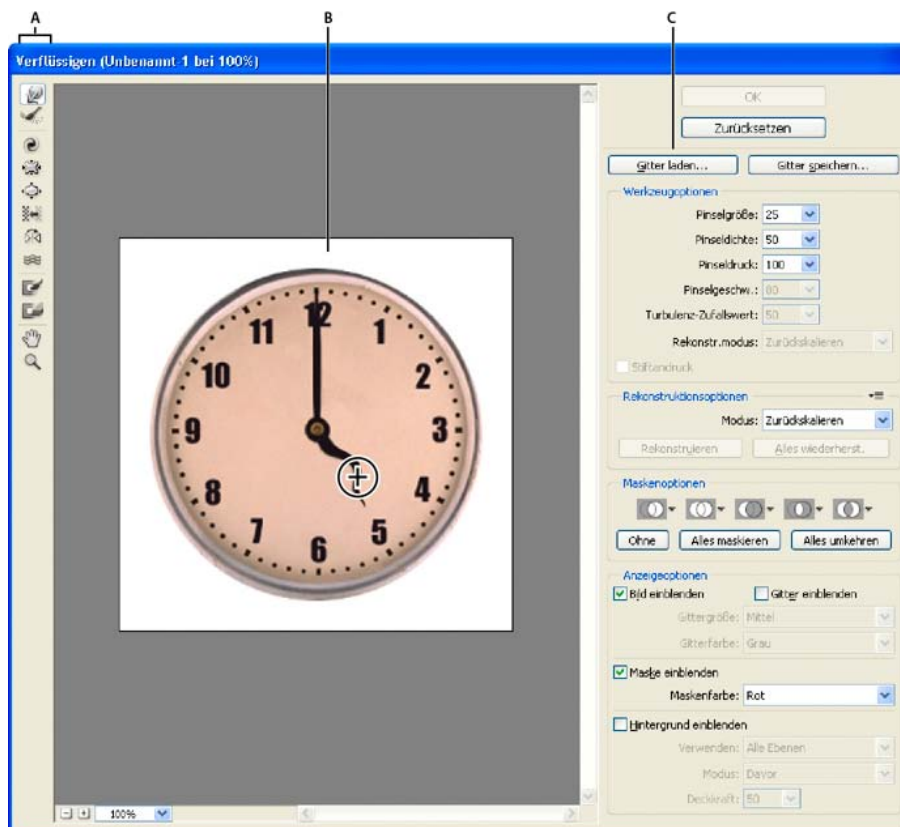 A B C
Verflüssigen (Unbenannt-1 bei 100%)
OK
Zurücksetzen
Gitter laden... Gitter speichern...
Werkzeugoptionen
Pinselgröße: 25
Pinseldichte: 50
Pinseldruck: 100
Pinselgeschw.: 80
Turbulenz-Zufallswert: 50
Rekonstr.modus: Zurückskalieren
Stiftandruck
Rekonstruktionsoptionen
Modus: Zurückskalieren
Rekonstruieren Alles wiederherst.
Maskenoptionen
Ohne Alles maskieren Alles umkehren
Anzeigeoptionen
Bild einblenden Gitter einblenden
Gittergröße: Mittel
Gitterfarbe: Grau
Maske einblenden
Maskenfarbe: Rot
Hintergrund einblenden
Verwenden: Alle Ebenen
Modus: Davor
Deckkraft: 50
12
11 1
10 2
9 3
8 4
7 5
6
100%